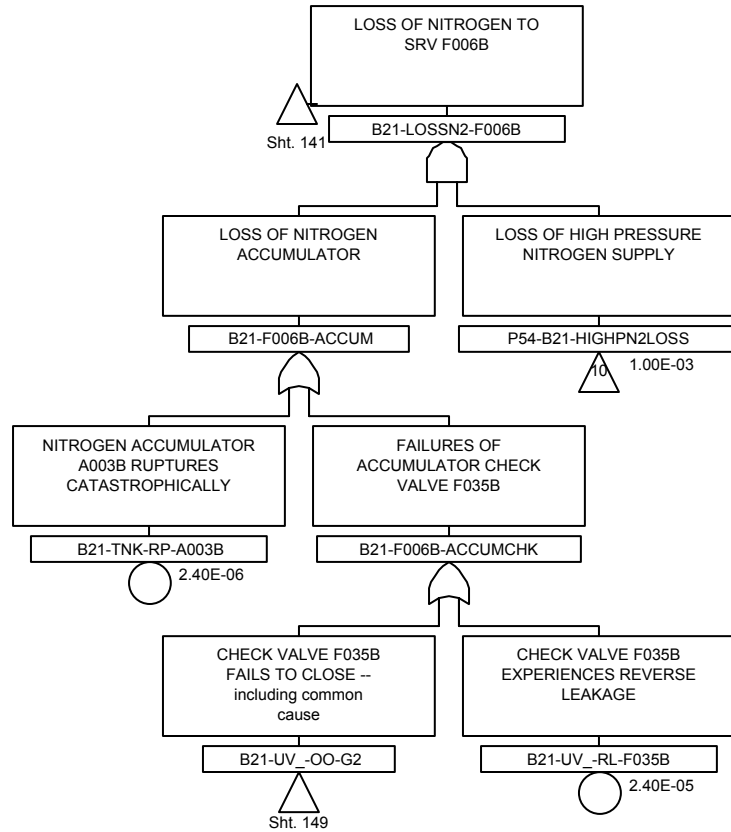 LOSS OF NITROGEN TO
SRV F006B
Sht. 141
B21-LOSSN2-F006B
LOSS OF NITROGEN
ACCUMULATOR
LOSS OF HIGH PRESSURE
NITROGEN SUPPLY
B21-F006B-ACCUM
P54-B21-HIGHPN2LOSS
10
1.00E-03
NITROGEN ACCUMULATOR
A003B RUPTURES
CATASTROPHICALLY
FAILURES OF
ACCUMULATOR CHECK
VALVE F035B
B21-TNK-RP-A003B
B21-F006B-ACCUMCHK
2.40E-06
CHECK VALVE F035B
FAILS TO CLOSE --
including common
cause
CHECK VALVE F035B
EXPERIENCES REVERSE
LEAKAGE
B21-UV_-OO-G2
B21-UV_-RL-F035B
Sht. 149
2.40E-05